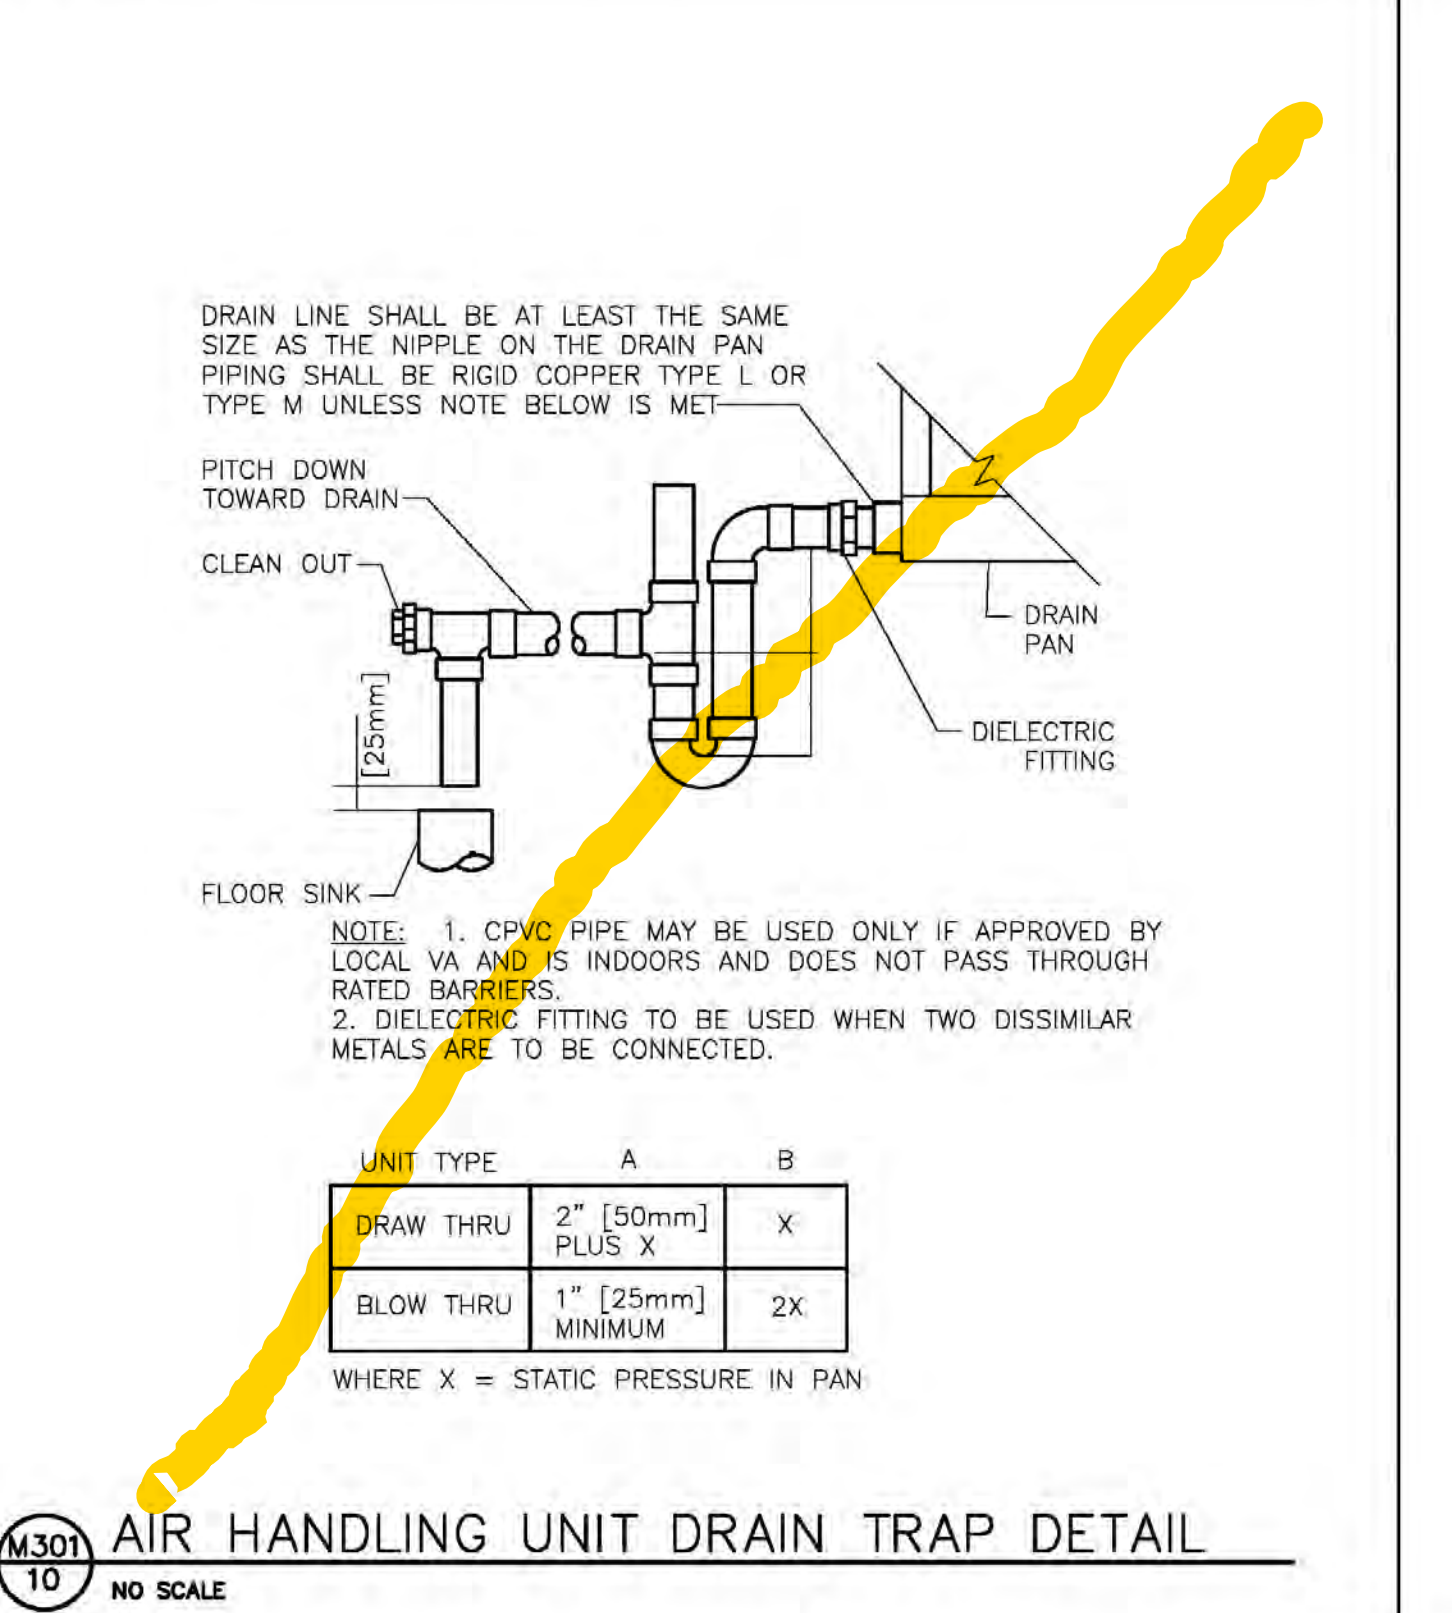 DRAIN LINE SHALL BE AT LEAST THE SAME
SIZE AS THE NIPPLE ON THE DRAIN PAN
PIPING SHALL BE RIGID COPPER TYPE L OR
TYPE M UNLESS NOTE BELOW IS MET
PITCH DOWN
TOWARD DRAIN
CLEAN OUT
DRAIN
PAN
[25mm]
DIELECTRIC
FITTING
FLOOR SINK
NOTE: 1. CPVC PIPE MAY BE USED ONLY IF APPROVED BY
LOCAL VA AND IS INDOORS AND DOES NOT PASS THROUGH
RATED BARRIERS.
2. DIELECTRIC FITTING TO BE USED WHEN TWO DISSIMILAR
METALS ARE TO BE CONNECTED.
UNIT TYPE A B
DRAW THRU 2" [50mm] PLUS X X
BLOW THRU 1" [25mm] MINIMUM 2X
WHERE X = STATIC PRESSURE IN PAN
M301
10
AIR HANDLING UNIT DRAIN TRAP DETAIL
NO SCALE